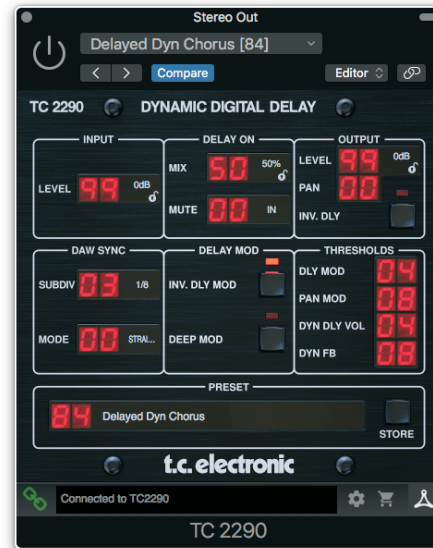 Stereo Out
Delayed Dyn Chorus [84]
Compare
Editor
TC 2290 DYNAMIC DIGITAL DELAY
INPUT
LEVEL 99 0dB
DELAY ON
MIX 50 50%
MUTE 00 IN
OUTPUT
LEVEL 99 0dB
PAN 00
INV. DLY
DAW SYNC
SUBDIV 03 1/8
MODE 00 STRAI...
DELAY MOD
INV. DLY MOD
DEEP MOD
THRESHOLDS
DLY MOD 04
PAN MOD 08
DYN DLY VOL 04
DYN FB 08
PRESET
84 Delayed Dyn Chorus
STORE
t.c. electronic
Connected to TC2290
TC 2290